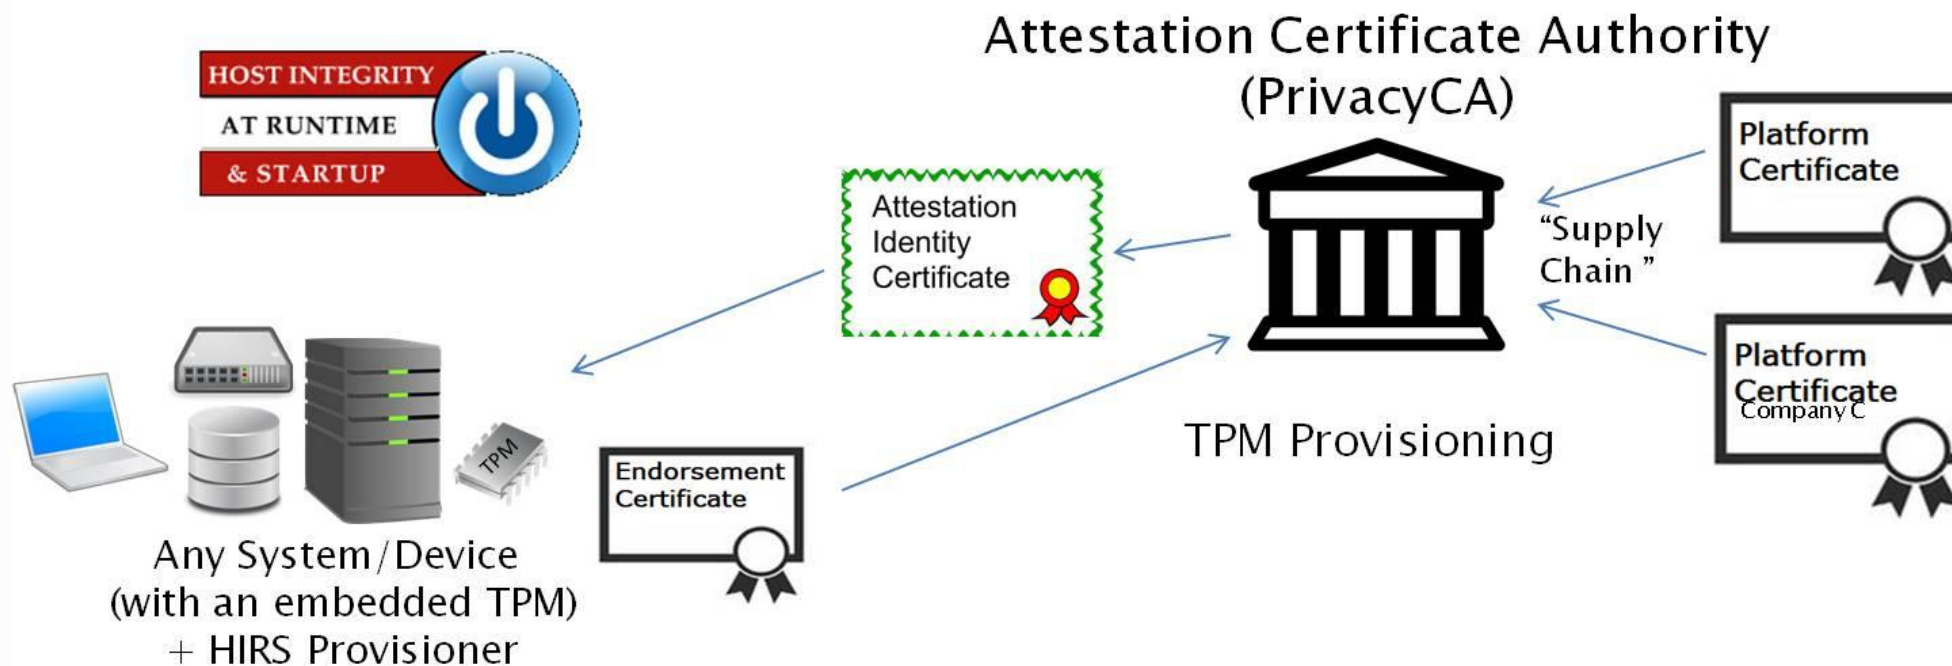 HOST INTEGRITY
AT RUNTIME
& STARTUP
Attestation Certificate Authority
(PrivacyCA)
Attestation
Identity
Certificate
Platform
Certificate
“Supply
Chain ”
Platform
Certificate
Company C
TPM Provisioning
TPM
Endorsement
Certificate
Any System/Device
(with an embedded TPM)
+ HIRS Provisioner